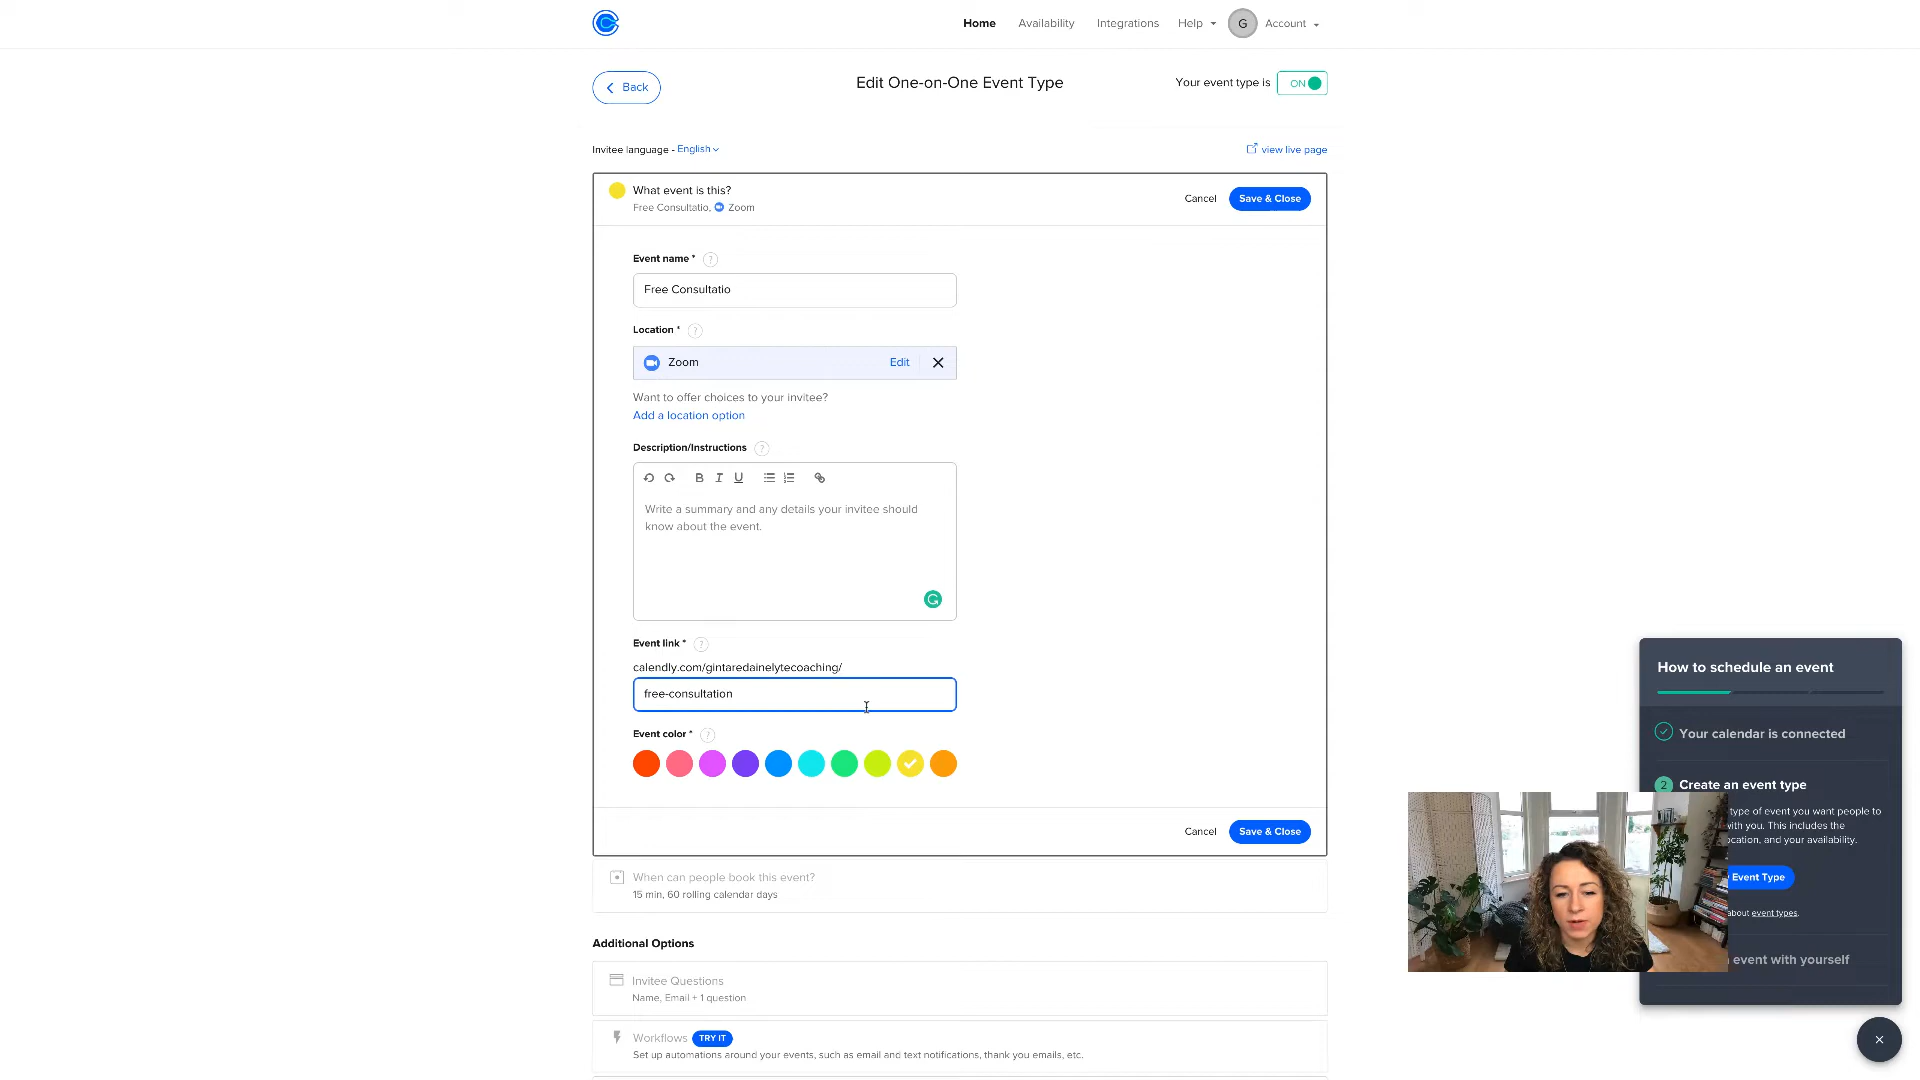 Home
Availability
Integrations
Help
G
Account
Back
Edit One-on-One Event Type
Your event type is
ON
Invitee language - English
view live page
What event is this?
Free Consultatio, Zoom
Cancel
Save & Close
Event name *
?
Free Consultatio
Location *
?
Zoom
Edit
Want to offer choices to your invitee?
Add a location option
Description/Instructions
?
B
I
U
Write a summary and any details your invitee should
know about the event.
Event link *
?
calendly.com/gintaredainelytecoaching/
free-consultation
Event color *
?
Cancel
Save & Close
When can people book this event?
15 min, 60 rolling calendar days
Additional Options
Invitee Questions
Name, Email + 1 question
Workflows
TRY IT
Set up automations around your events, such as email and text notifications, thank you emails, etc.
How to schedule an event
Your calendar is connected
2
Create an event type
type of event you want people to
with you. This includes the
ocation, and your availability.
Event Type
about event types.
event with yourself